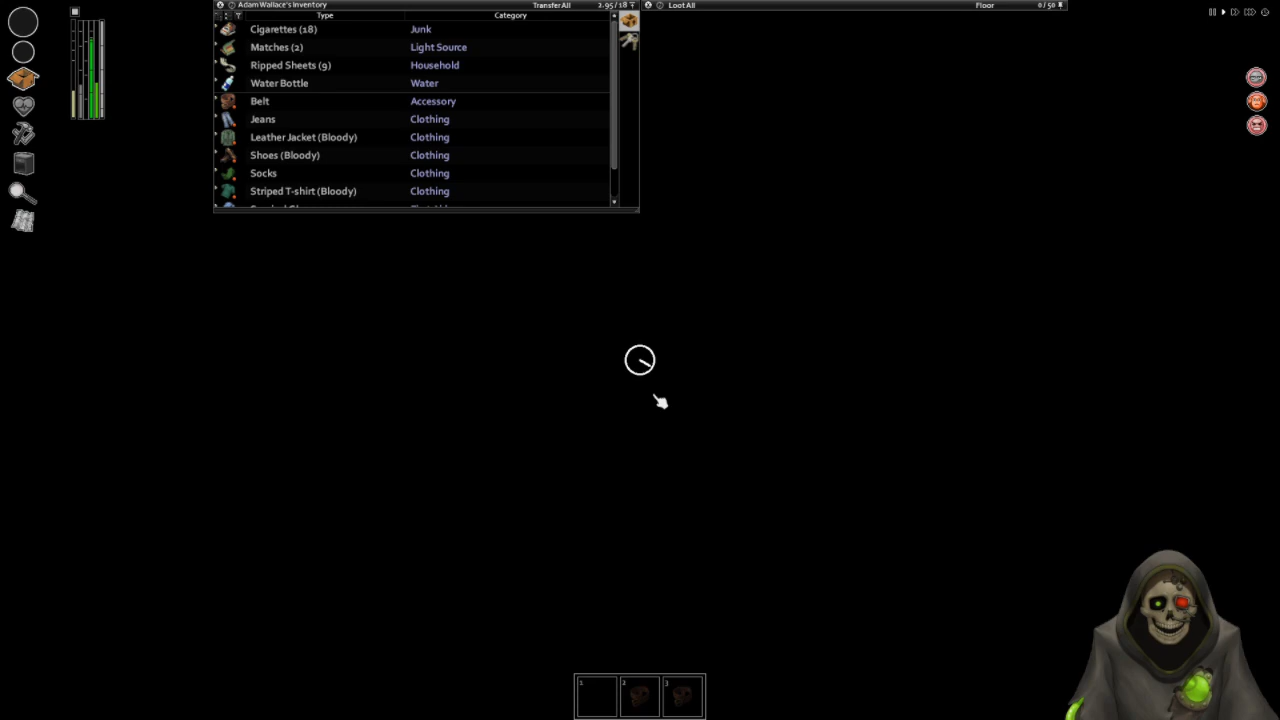 Adam Wallace's Inventory Transfer All 2.95 / 18
Loot All Floor 0 / 50
Type Category
Cigarettes (18) Junk
Matches (2) Light Source
Ripped Sheets (9) Household
Water Bottle Water
Belt Accessory
Jeans Clothing
Leather Jacket (Bloody) Clothing
Shoes (Bloody) Clothing
Socks Clothing
Striped T-shirt (Bloody) Clothing
1 2 3